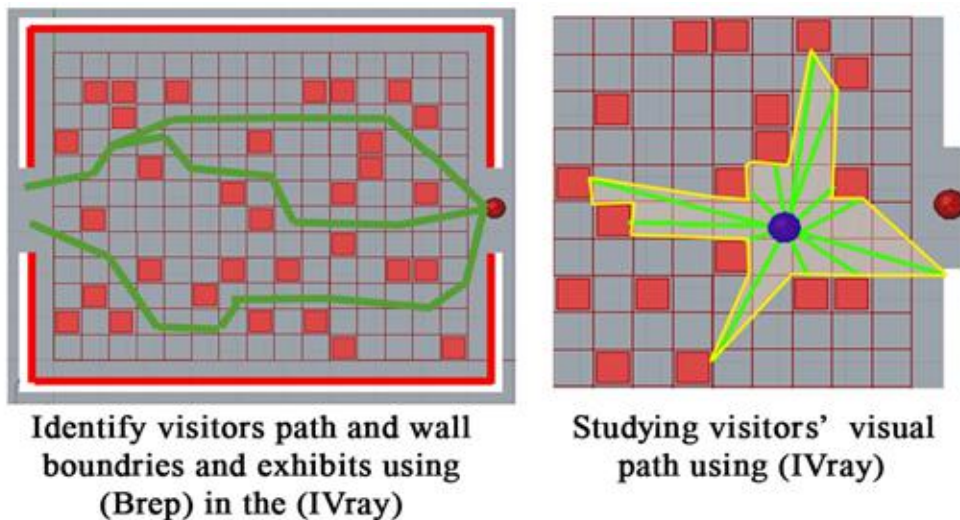 Identify visitors path and wall
boundries and exhibits using
(Brep) in the (IVray)
Studying visitors’ visual
path using (IVray)